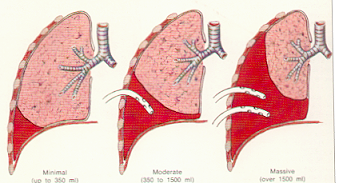 Minimal
(up to 350 ml)
Moderate
(350 to 1500 ml)
Massive
(over 1500 ml)